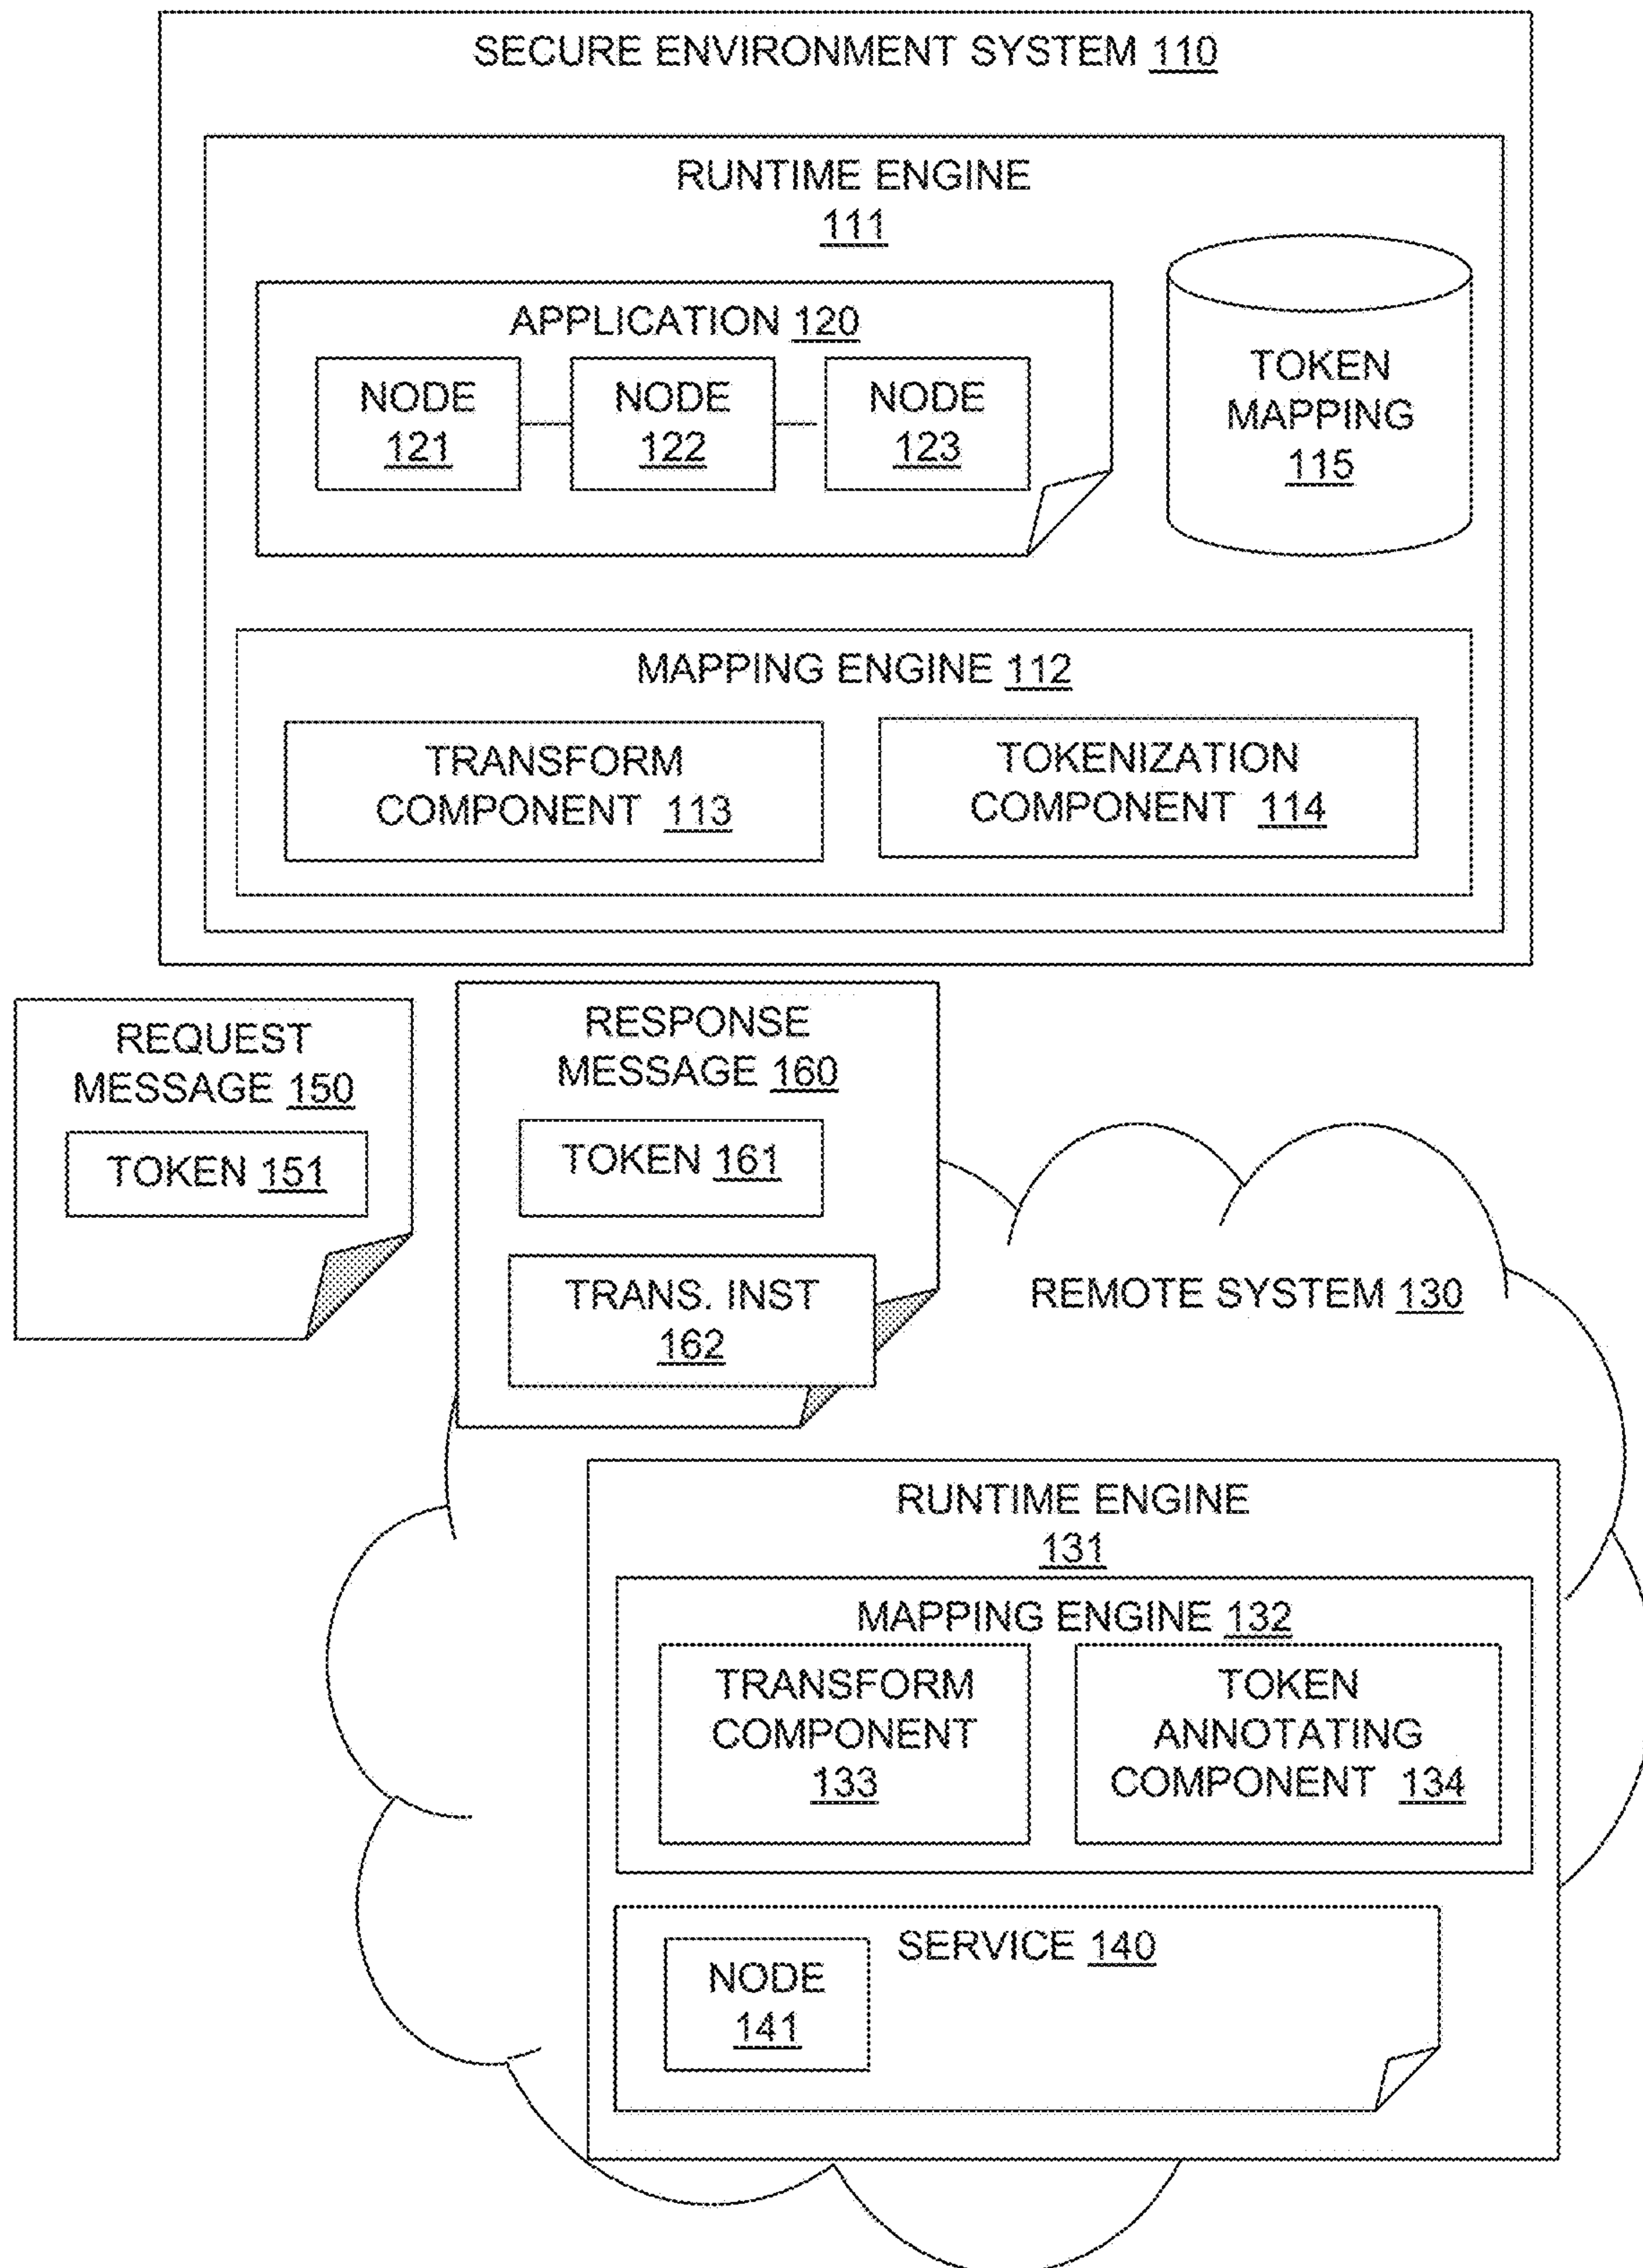 SECURE ENVIRONMENT SYSTEM 110
RUNTIME ENGINE
111
APPLICATION 120
NODE
121
NODE
122
NODE
123
TOKEN
MAPPING
115
MAPPING ENGINE 112
TRANSFORM
COMPONENT 113
TOKENIZATION
COMPONENT 114
REQUEST
MESSAGE 150
TOKEN 151
RESPONSE
MESSAGE 160
TOKEN 161
TRANS. INST
162
REMOTE SYSTEM 130
RUNTIME ENGINE
131
MAPPING ENGINE 132
TRANSFORM
COMPONENT
133
TOKEN
ANNOTATING
COMPONENT 134
SERVICE 140
NODE
141